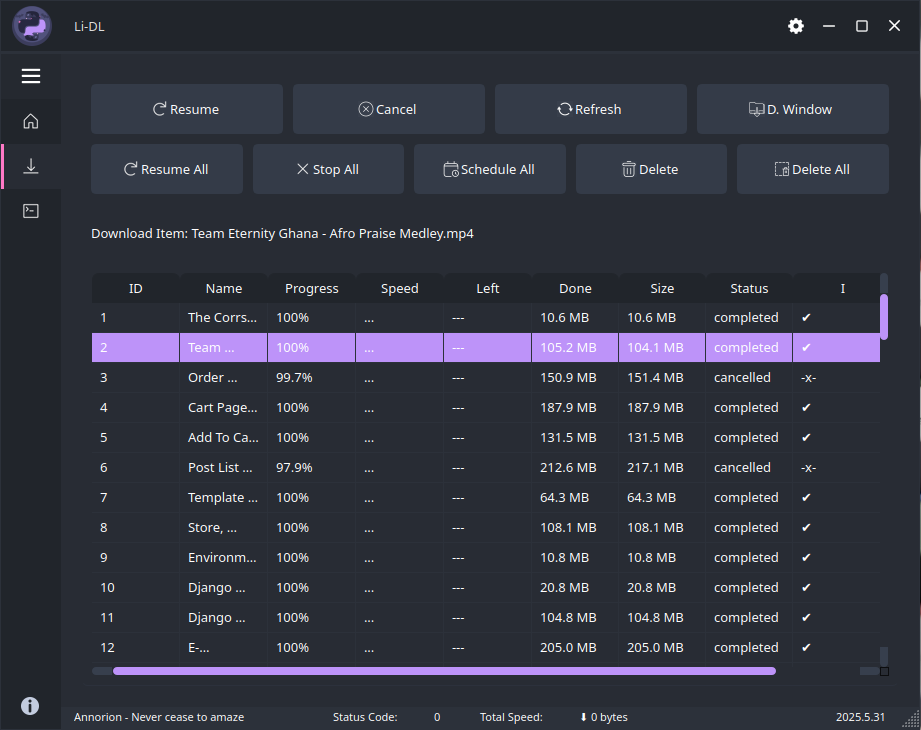 Li-DL
Resume Cancel Refresh D. Window
Resume All Stop All Schedule All Delete Delete All
Download Item: Team Eternity Ghana - Afro Praise Medley.mp4
ID Name Progress Speed Left Done Size Status I
1 The Corrs... 100% ... --- 10.6 MB 10.6 MB completed ✔
2 Team ... 100% ... --- 105.2 MB 104.1 MB completed ✔
3 Order ... 99.7% --- 150.9 MB 151.4 MB cancelled -x-
4 Cart Page... 100% ... --- 187.9 MB 187.9 MB completed ✔
5 Add To Ca... 100% ... --- 131.5 MB 131.5 MB completed ✔
6 Post List ... 97.9% --- 212.6 MB 217.1 MB cancelled -x-
7 Template ... 100% ... --- 64.3 MB 64.3 MB completed ✔
8 Store, ... 100% ... --- 108.1 MB 108.1 MB completed ✔
9 Environm... 100% ... --- 10.8 MB 10.8 MB completed ✔
10 Django ... 100% ... --- 20.8 MB 20.8 MB completed ✔
11 Django ... 100% ... --- 104.8 MB 104.8 MB completed ✔
12 E-... 100% ... --- 205.0 MB 205.0 MB completed ✔
Annorion - Never cease to amaze Status Code: 0 Total Speed: ⬇ 0 bytes 2025.5.31